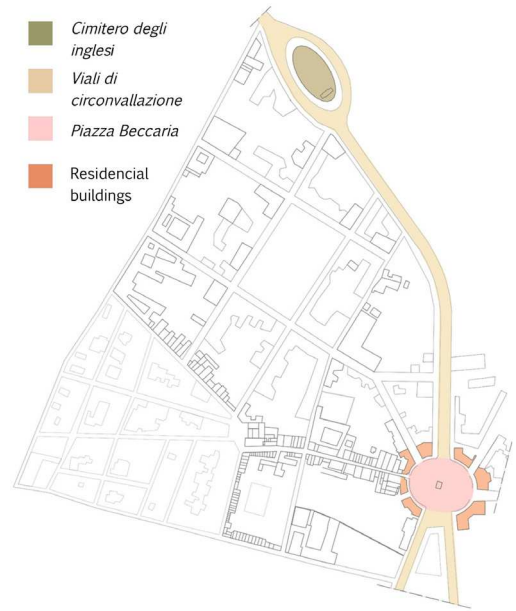 Cimitero degli
inglesi
Viali di
circonvallazione
Piazza Beccaria
Residencial
buildings